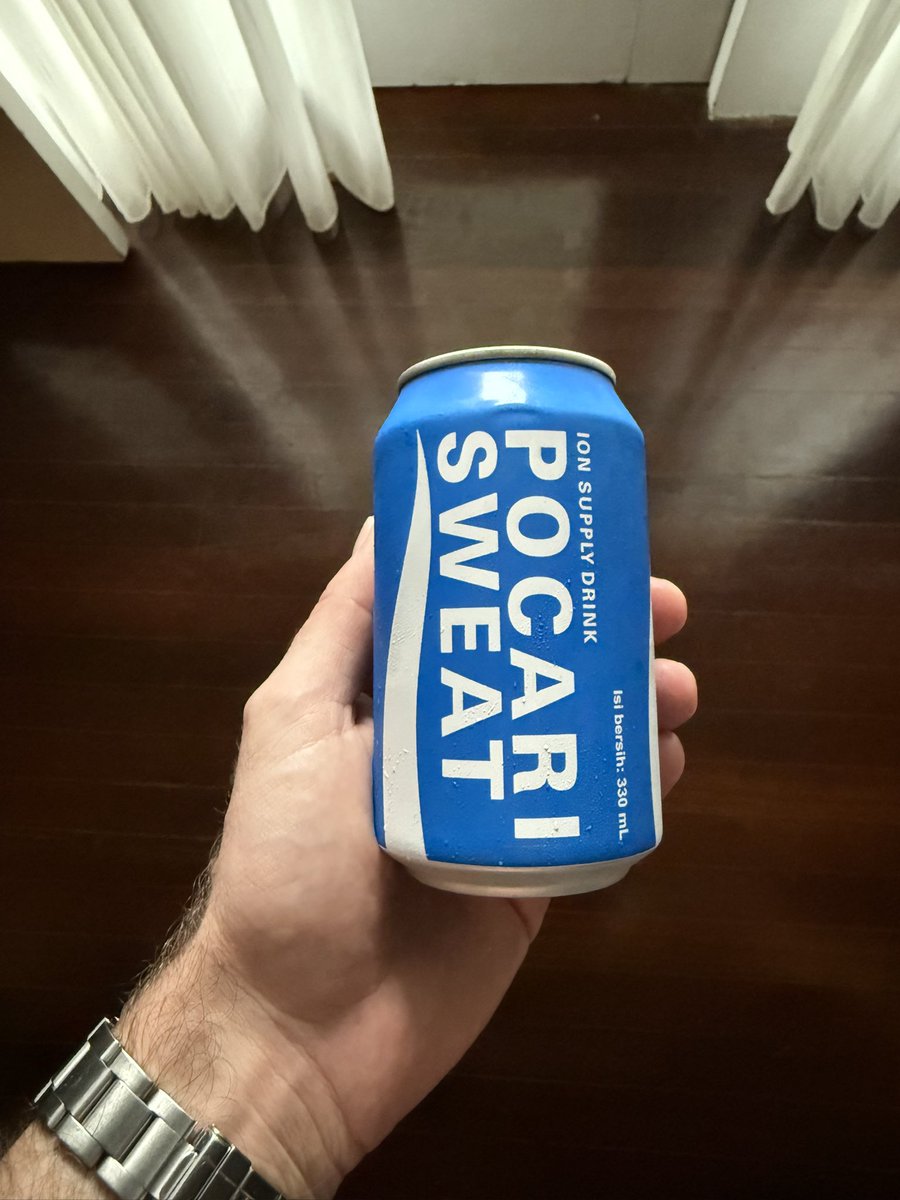 ION SUPPLY DRINK
POCARI
SWEAT
Isi bersih: 330 mL